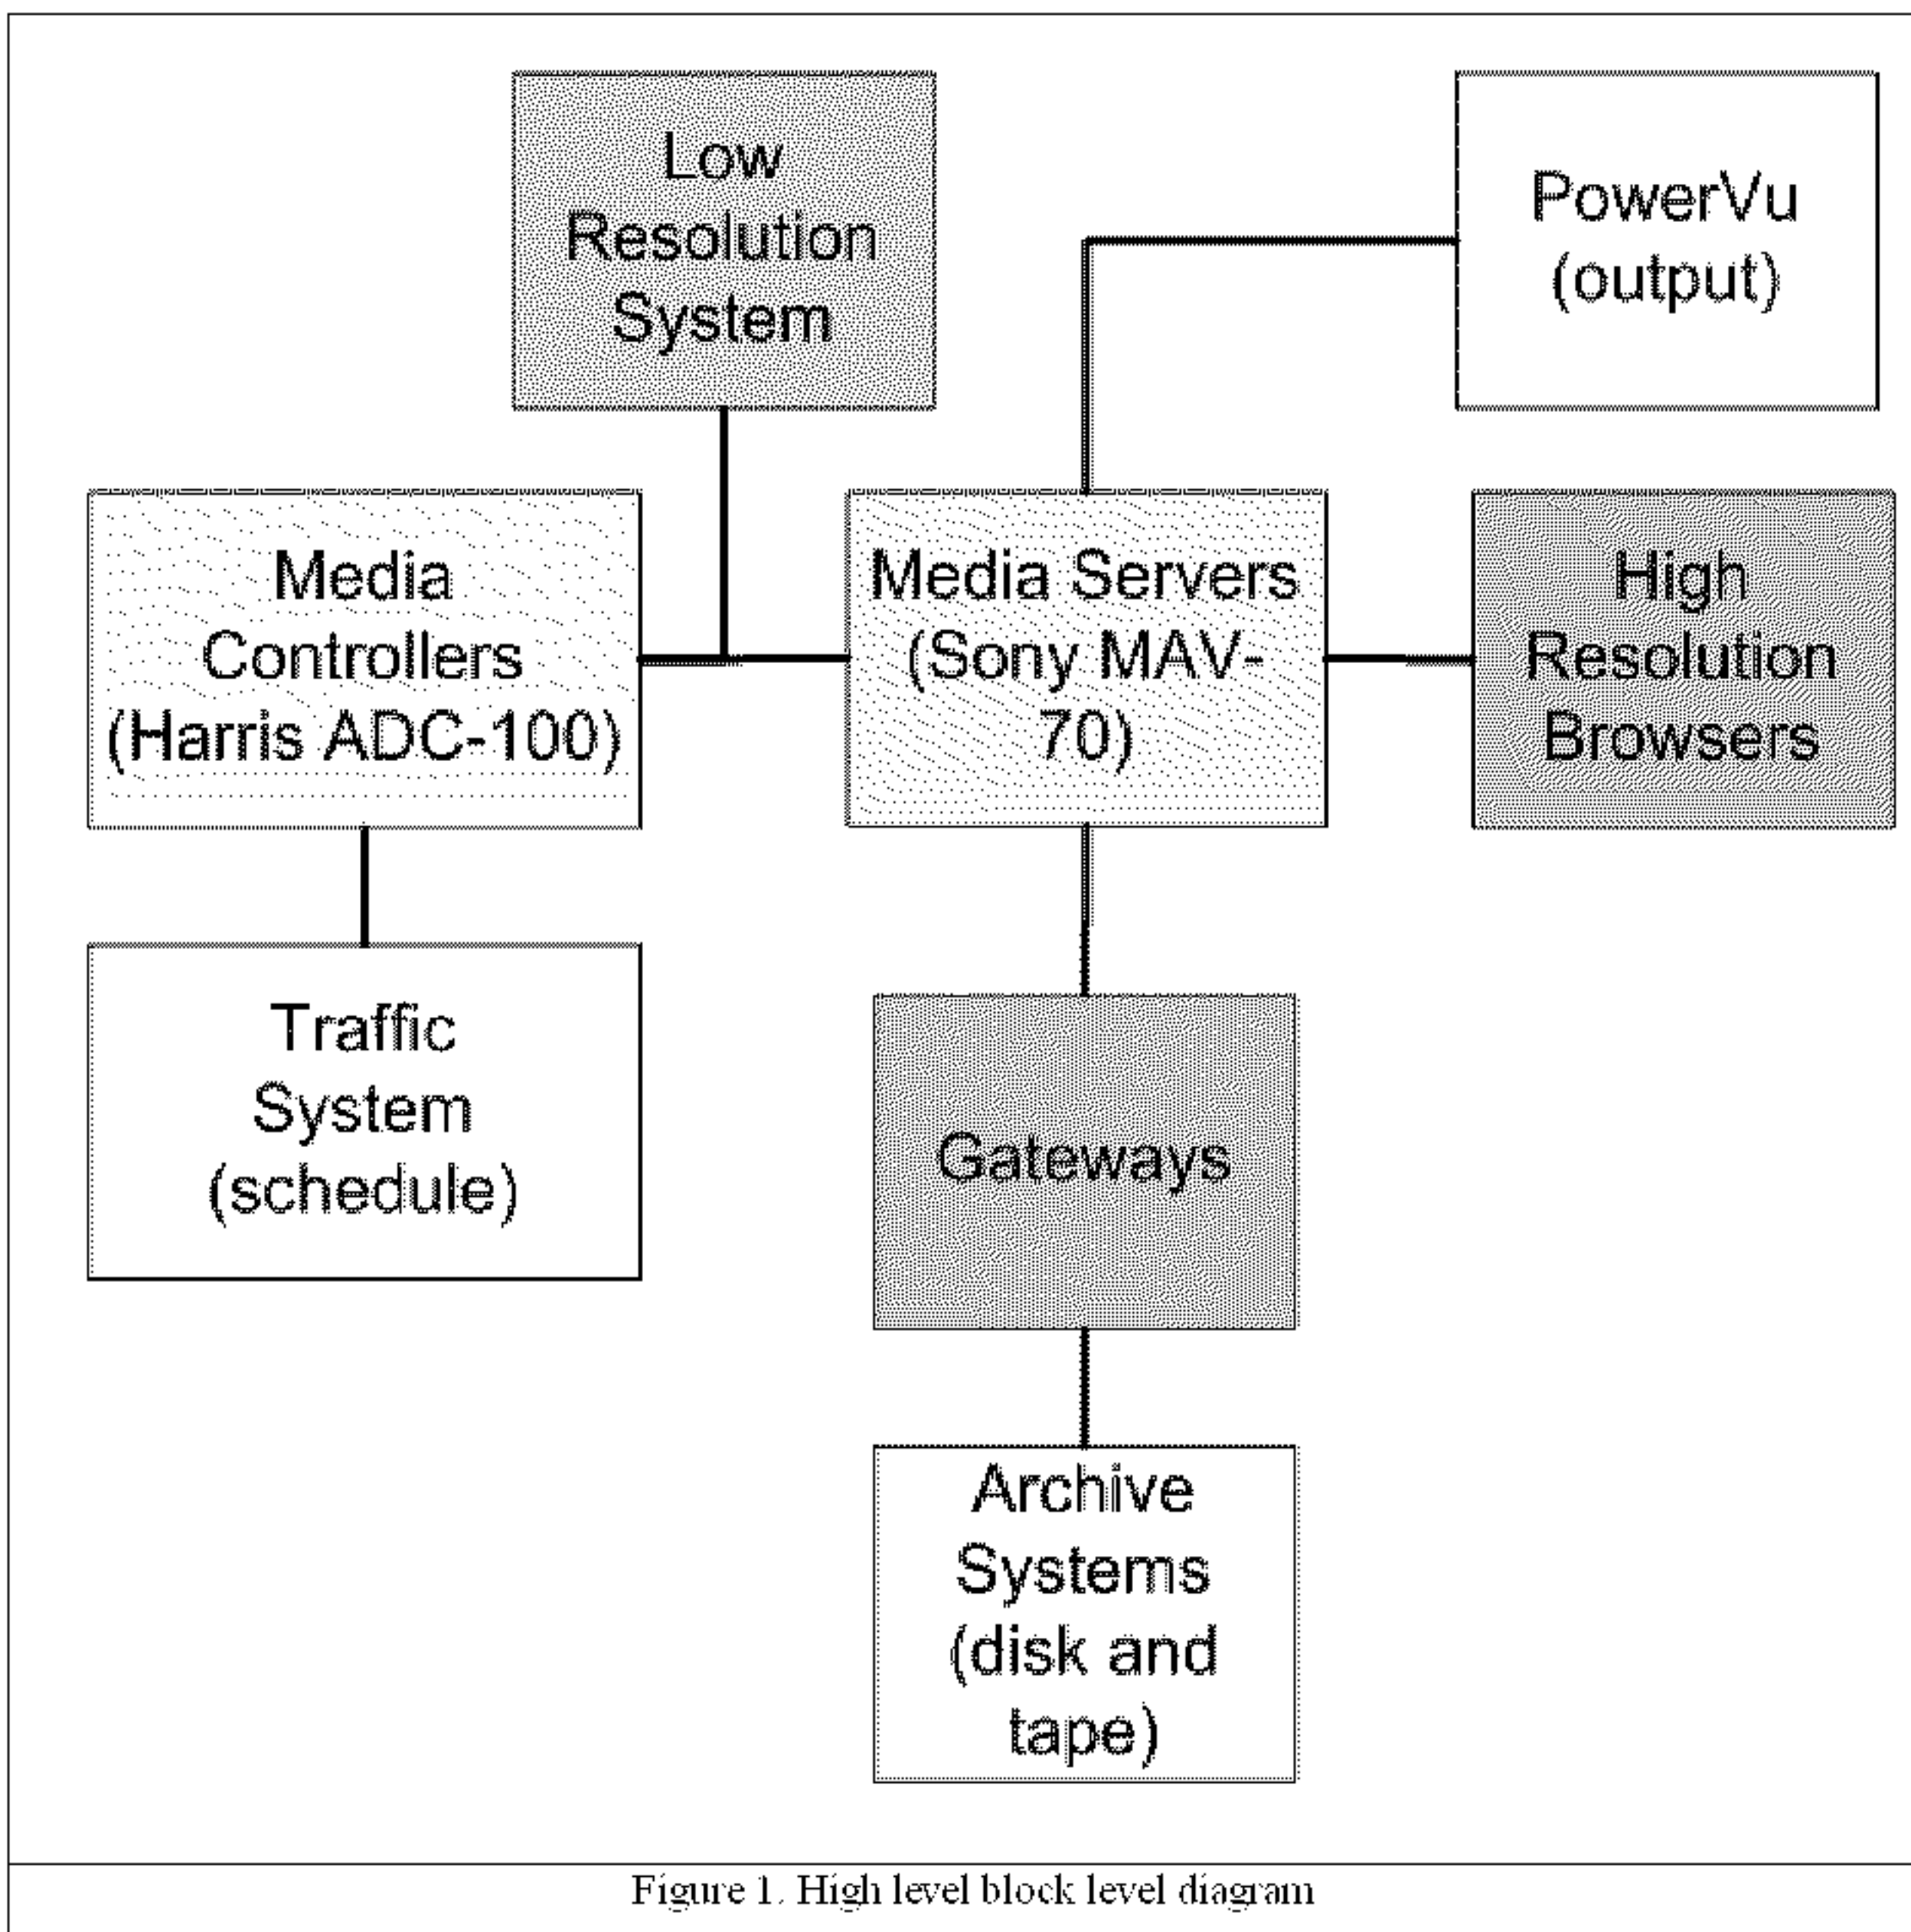 Low
Resolution
System
PowerVu
(output)
Media
Controllers
(Harris ADC-100)
Media Servers
(Sony MAV-
70)
High
Resolution
Browsers
Traffic
System
(schedule)
Gateways
Archive
Systems
(disk and
tape)
Figure 1. High level block level diagram